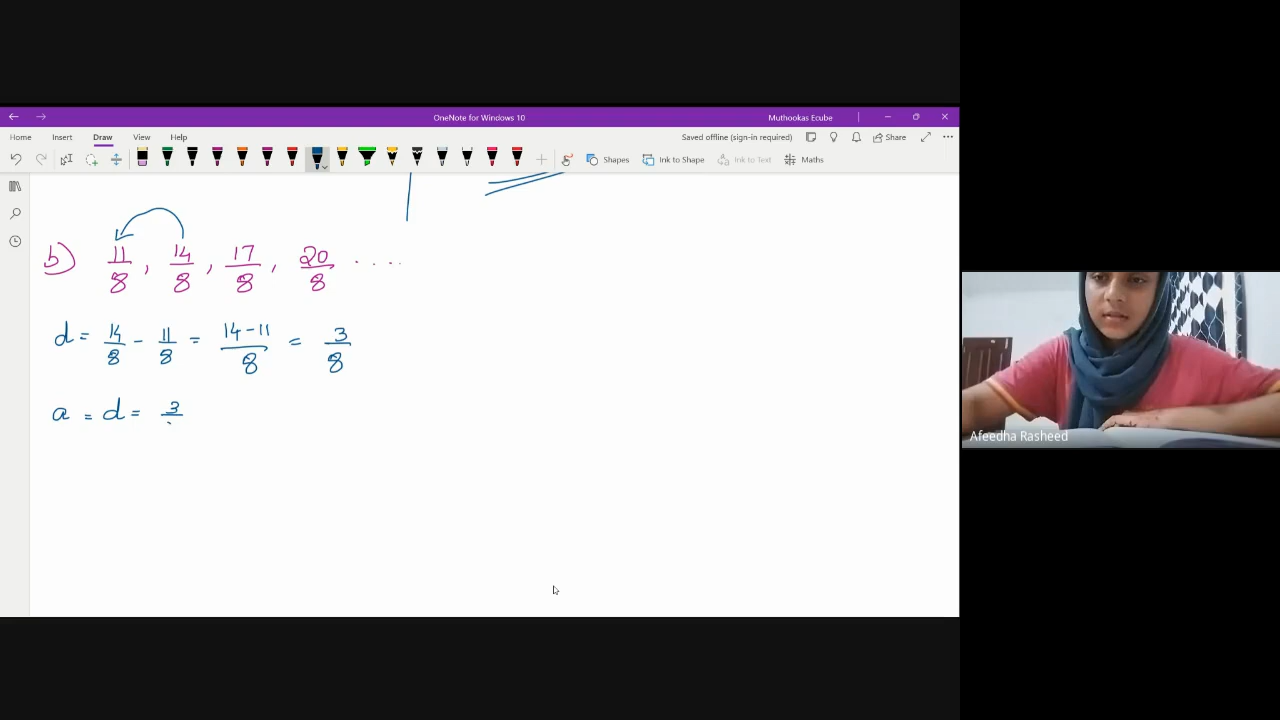 OneNote for Windows 10
Muthookas Ecube
Home Insert Draw View Help
Saved offline (sign-in required)
Share
Shapes Ink to Shape Ink to Text Maths
b) 11/8, 14/8, 17/8, 20/8 ....
d = 14/8 - 11/8 = 14-11/8 = 3/8
a = d = 3/
Afeedha Rasheed